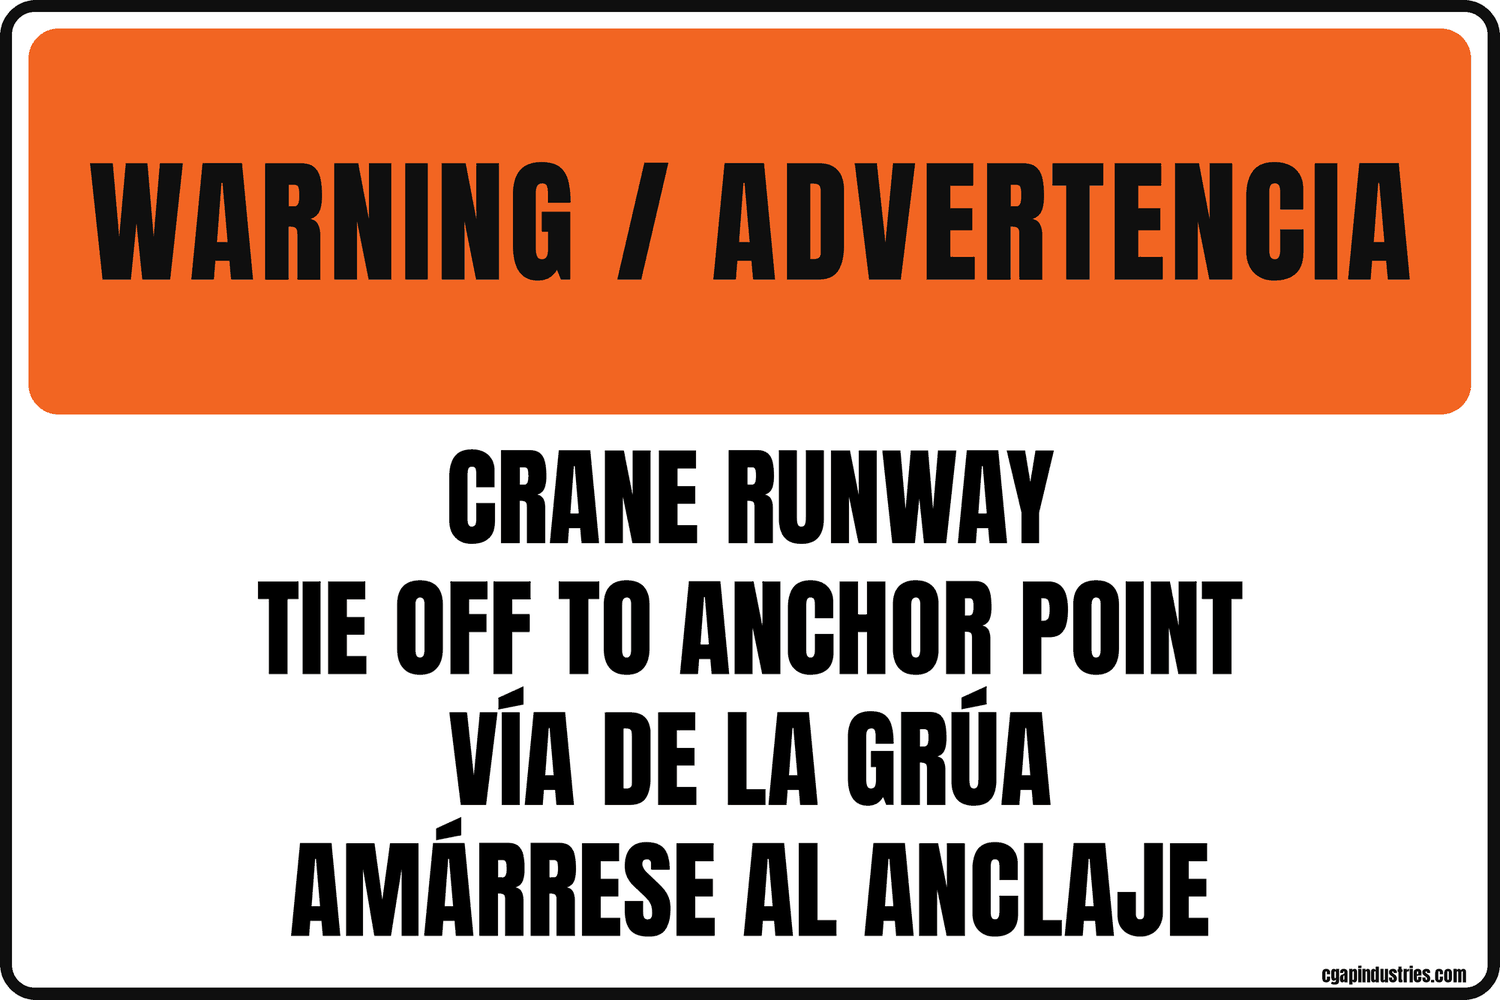 WARNING / ADVERTENCIA
CRANE RUNWAY
TIE OFF TO ANCHOR POINT
VÍA DE LA GRÚA
AMÁRRESE AL ANCLAJE
cgapindustries.com